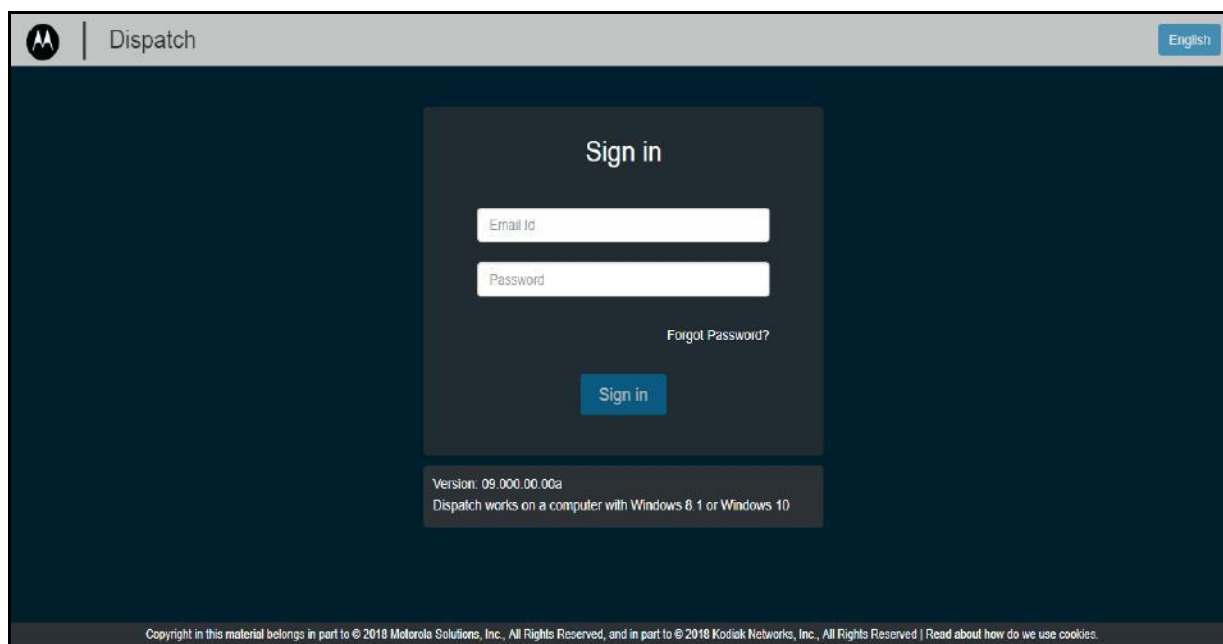 Dispatch
English
Sign in
Email Id
Password
Forgot Password?
Sign in
Version: 09.000.00.00a
Dispatch works on a computer with Windows 8.1 or Windows 10
Copyright in this material belongs in part to © 2018 Motorola Solutions, Inc., All Rights Reserved, and in part to © 2018 Kodiak Networks, Inc., All Rights Reserved | Read about how do we use cookies.